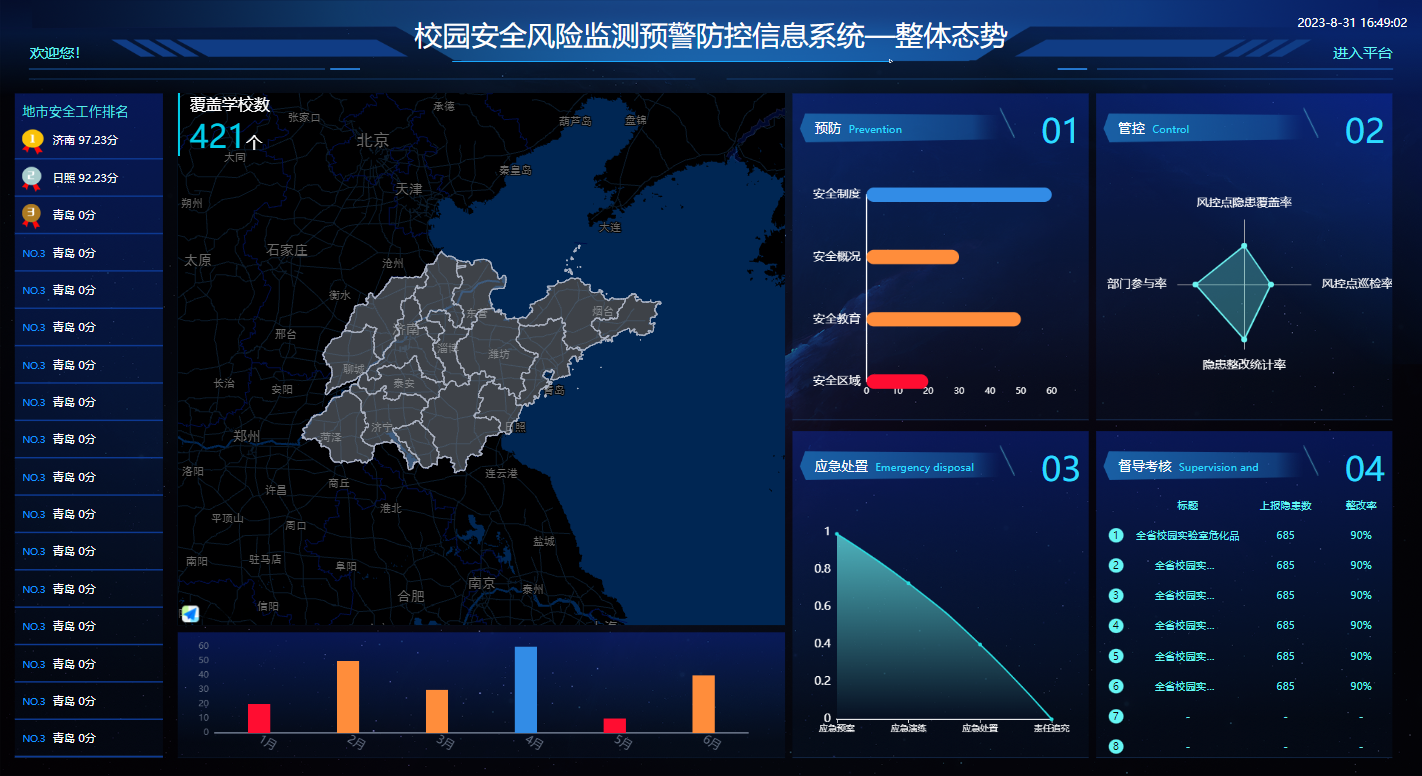 校园安全风险监测预警防控信息系统—整体态势
2023-8-31 16:49:02
欢迎您!
进入平台
地市安全工作排名
1 济南 97.23分
2 日照 92.23分
3 青岛 0分
NO.3 青岛 0分
NO.3 青岛 0分
NO.3 青岛 0分
NO.3 青岛 0分
NO.3 青岛 0分
NO.3 青岛 0分
NO.3 青岛 0分
NO.3 青岛 0分
NO.3 青岛 0分
NO.3 青岛 0分
NO.3 青岛 0分
NO.3 青岛 0分
NO.3 青岛 0分
NO.3 青岛 0分
覆盖学校数
421个
承德
张家口
葫芦岛
盘锦
北京
大同
秦皇岛
天津
朔州
大连
石家庄
太原
沧州
衡水
东营
烟台
济南
邢台
淄博
潍坊
聊城
泰安
长治
安阳
青岛
济宁
日照
菏泽
郑州
洛阳
连云港
商丘
许昌
淮北
平顶山
周口
盐城
南阳
驻马店
阜阳
南京
泰州
合肥
信阳
上海
60
50
40
30
20
10
0
1月
2月
3月
4月
5月
6月
预防 Prevention 01
安全制度
安全概况
安全教育
安全区域
0 10 20 30 40 50 60
管控 Control 02
风控点隐患覆盖率
部门参与率
风控点巡检率
隐患整改统计率
应急处置 Emergency disposal 03
1
0.8
0.6
0.4
0.2
0
应急预案 应急演练 应急处置 责任追究
督导考核 Supervision and 04
标题 上报隐患数 整改率
1 全省校园实验室危化品 685 90%
2 全省校园实... 685 90%
3 全省校园实... 685 90%
4 全省校园实... 685 90%
5 全省校园实... 685 90%
6 全省校园实... 685 90%
7 - - -
8 - - -